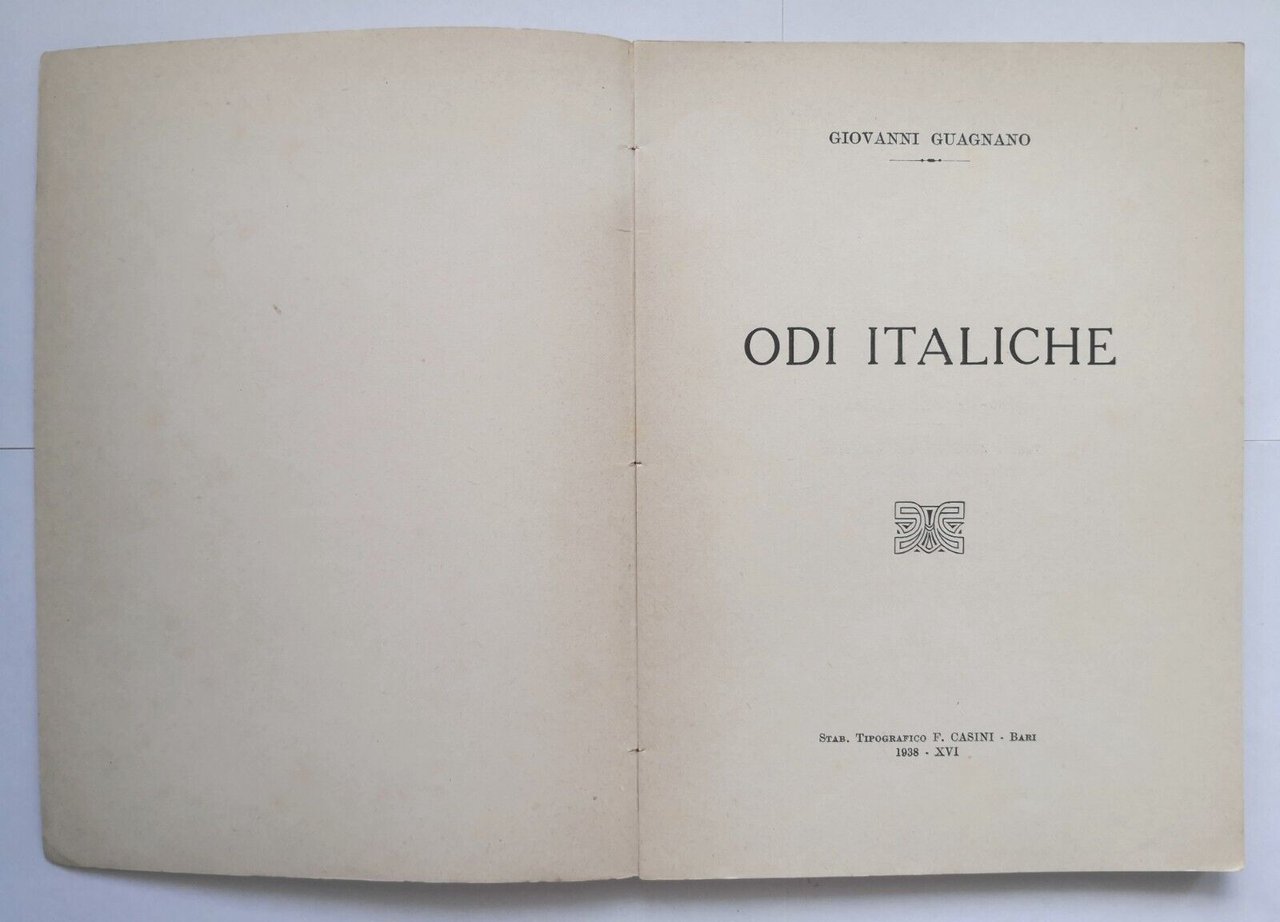 GIOVANNI GUAGNANO
ODI ITALICHE
Stab. Tipografico F. CASINI - Bari
1938 - XVI